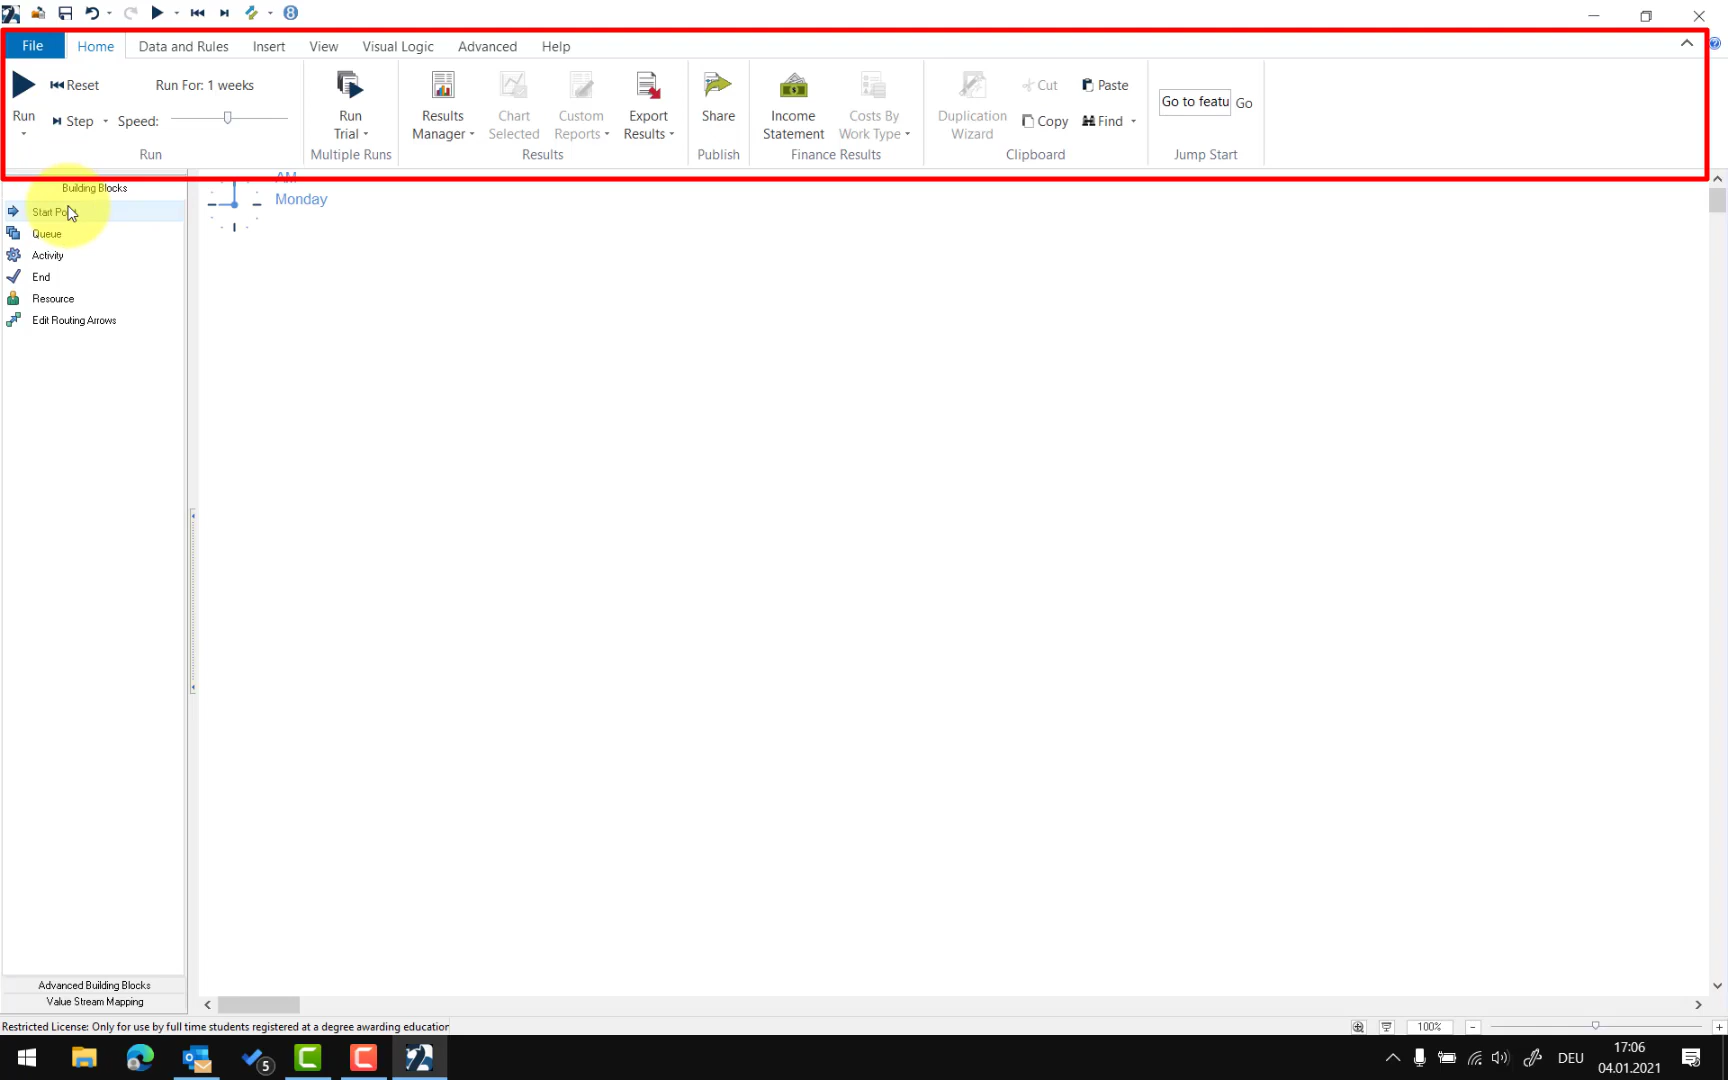 File Home Data and Rules Insert View Visual Logic Advanced Help
Reset Run For: 1 weeks
Run Step Speed:
Run
Run Trial
Multiple Runs
Results Manager
Chart Selected
Custom Reports
Export Results
Results
Share
Publish
Income Statement
Costs By Work Type
Finance Results
Duplication Wizard
Cut Paste
Copy Find
Clipboard
Go to featu Go
Jump Start
Building Blocks
Start
Queue
Activity
End
Resource
Edit Routing Arrows
AM
Monday
Advanced Building Blocks
Value Stream Mapping
Restricted License: Only for use by full time students registered at a degree awarding education
100%
5
DEU
17:06
04.01.2021